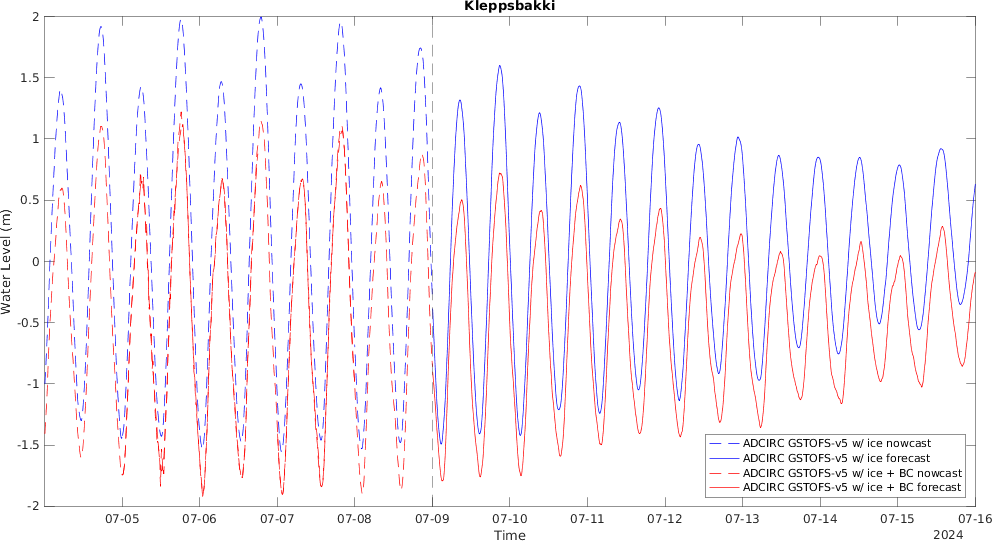 Kleppsbakki
2
1.5
1
0.5
0
-0.5
-1
-1.5
-2
Water Level (m)
07-05 07-06 07-07 07-08 07-09 07-10 07-11 07-12 07-13 07-14 07-15 07-16
Time
2024
ADCIRC GSTOFS-v5 w/ ice nowcast
ADCIRC GSTOFS-v5 w/ ice forecast
ADCIRC GSTOFS-v5 w/ ice + BC nowcast
ADCIRC GSTOFS-v5 w/ ice + BC forecast